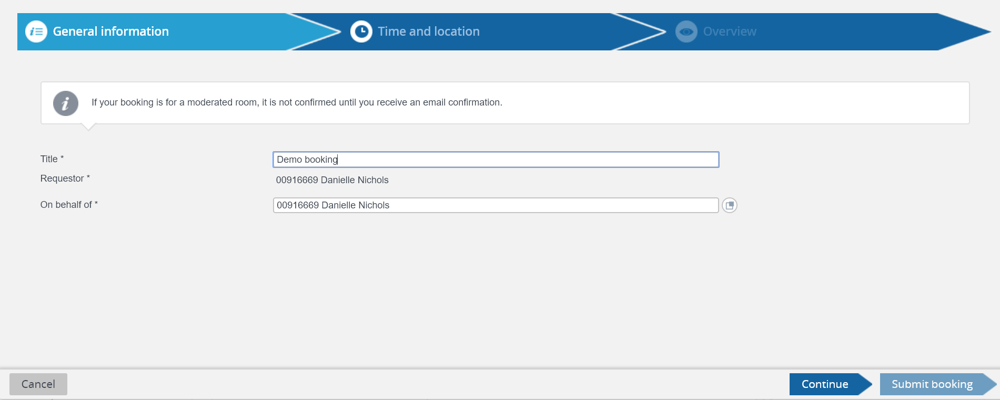 General information
Time and location
Overview
If your booking is for a moderated room, it is not confirmed until you receive an email confirmation.
Title *
Demo booking
Requestor *
00916669 Danielle Nichols
On behalf of *
00916669 Danielle Nichols
Cancel
Continue
Submit booking